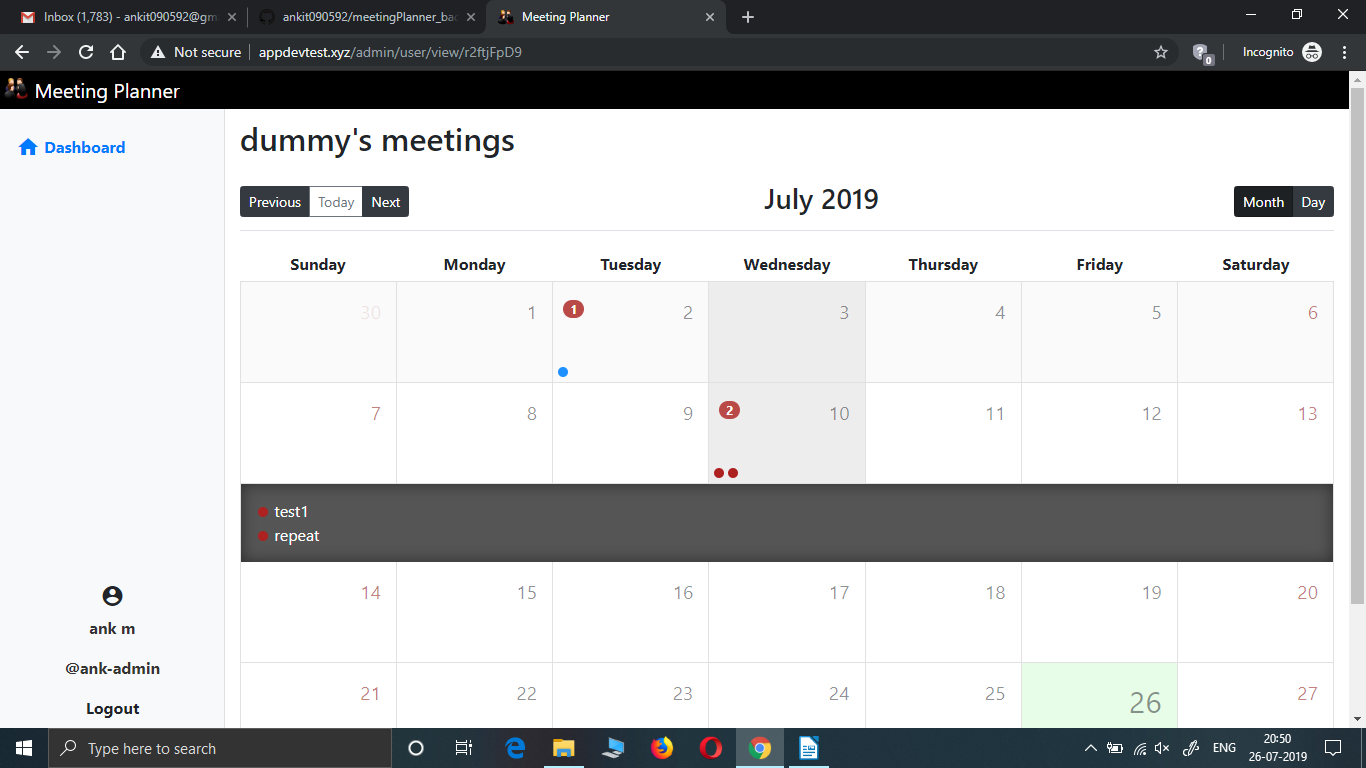 Inbox (1,783) - ankit090592@gm
ankit090592/meetingPlanner_bac
Meeting Planner
Not secure
appdevtest.xyz/admin/user/view/r2ftjFpD9
0
Incognito
Meeting Planner
Dashboard
dummy's meetings
Previous Today Next
July 2019
Month Day
Sunday Monday Tuesday Wednesday Thursday Friday Saturday
30 1 1 2 3 4 5 6
7 8 9 2 10 11 12 13
test1
repeat
14 15 16 17 18 19 20
21 22 23 24 25 26 27
ank m
@ank-admin
Logout
Type here to search
ENG
20:50
26-07-2019